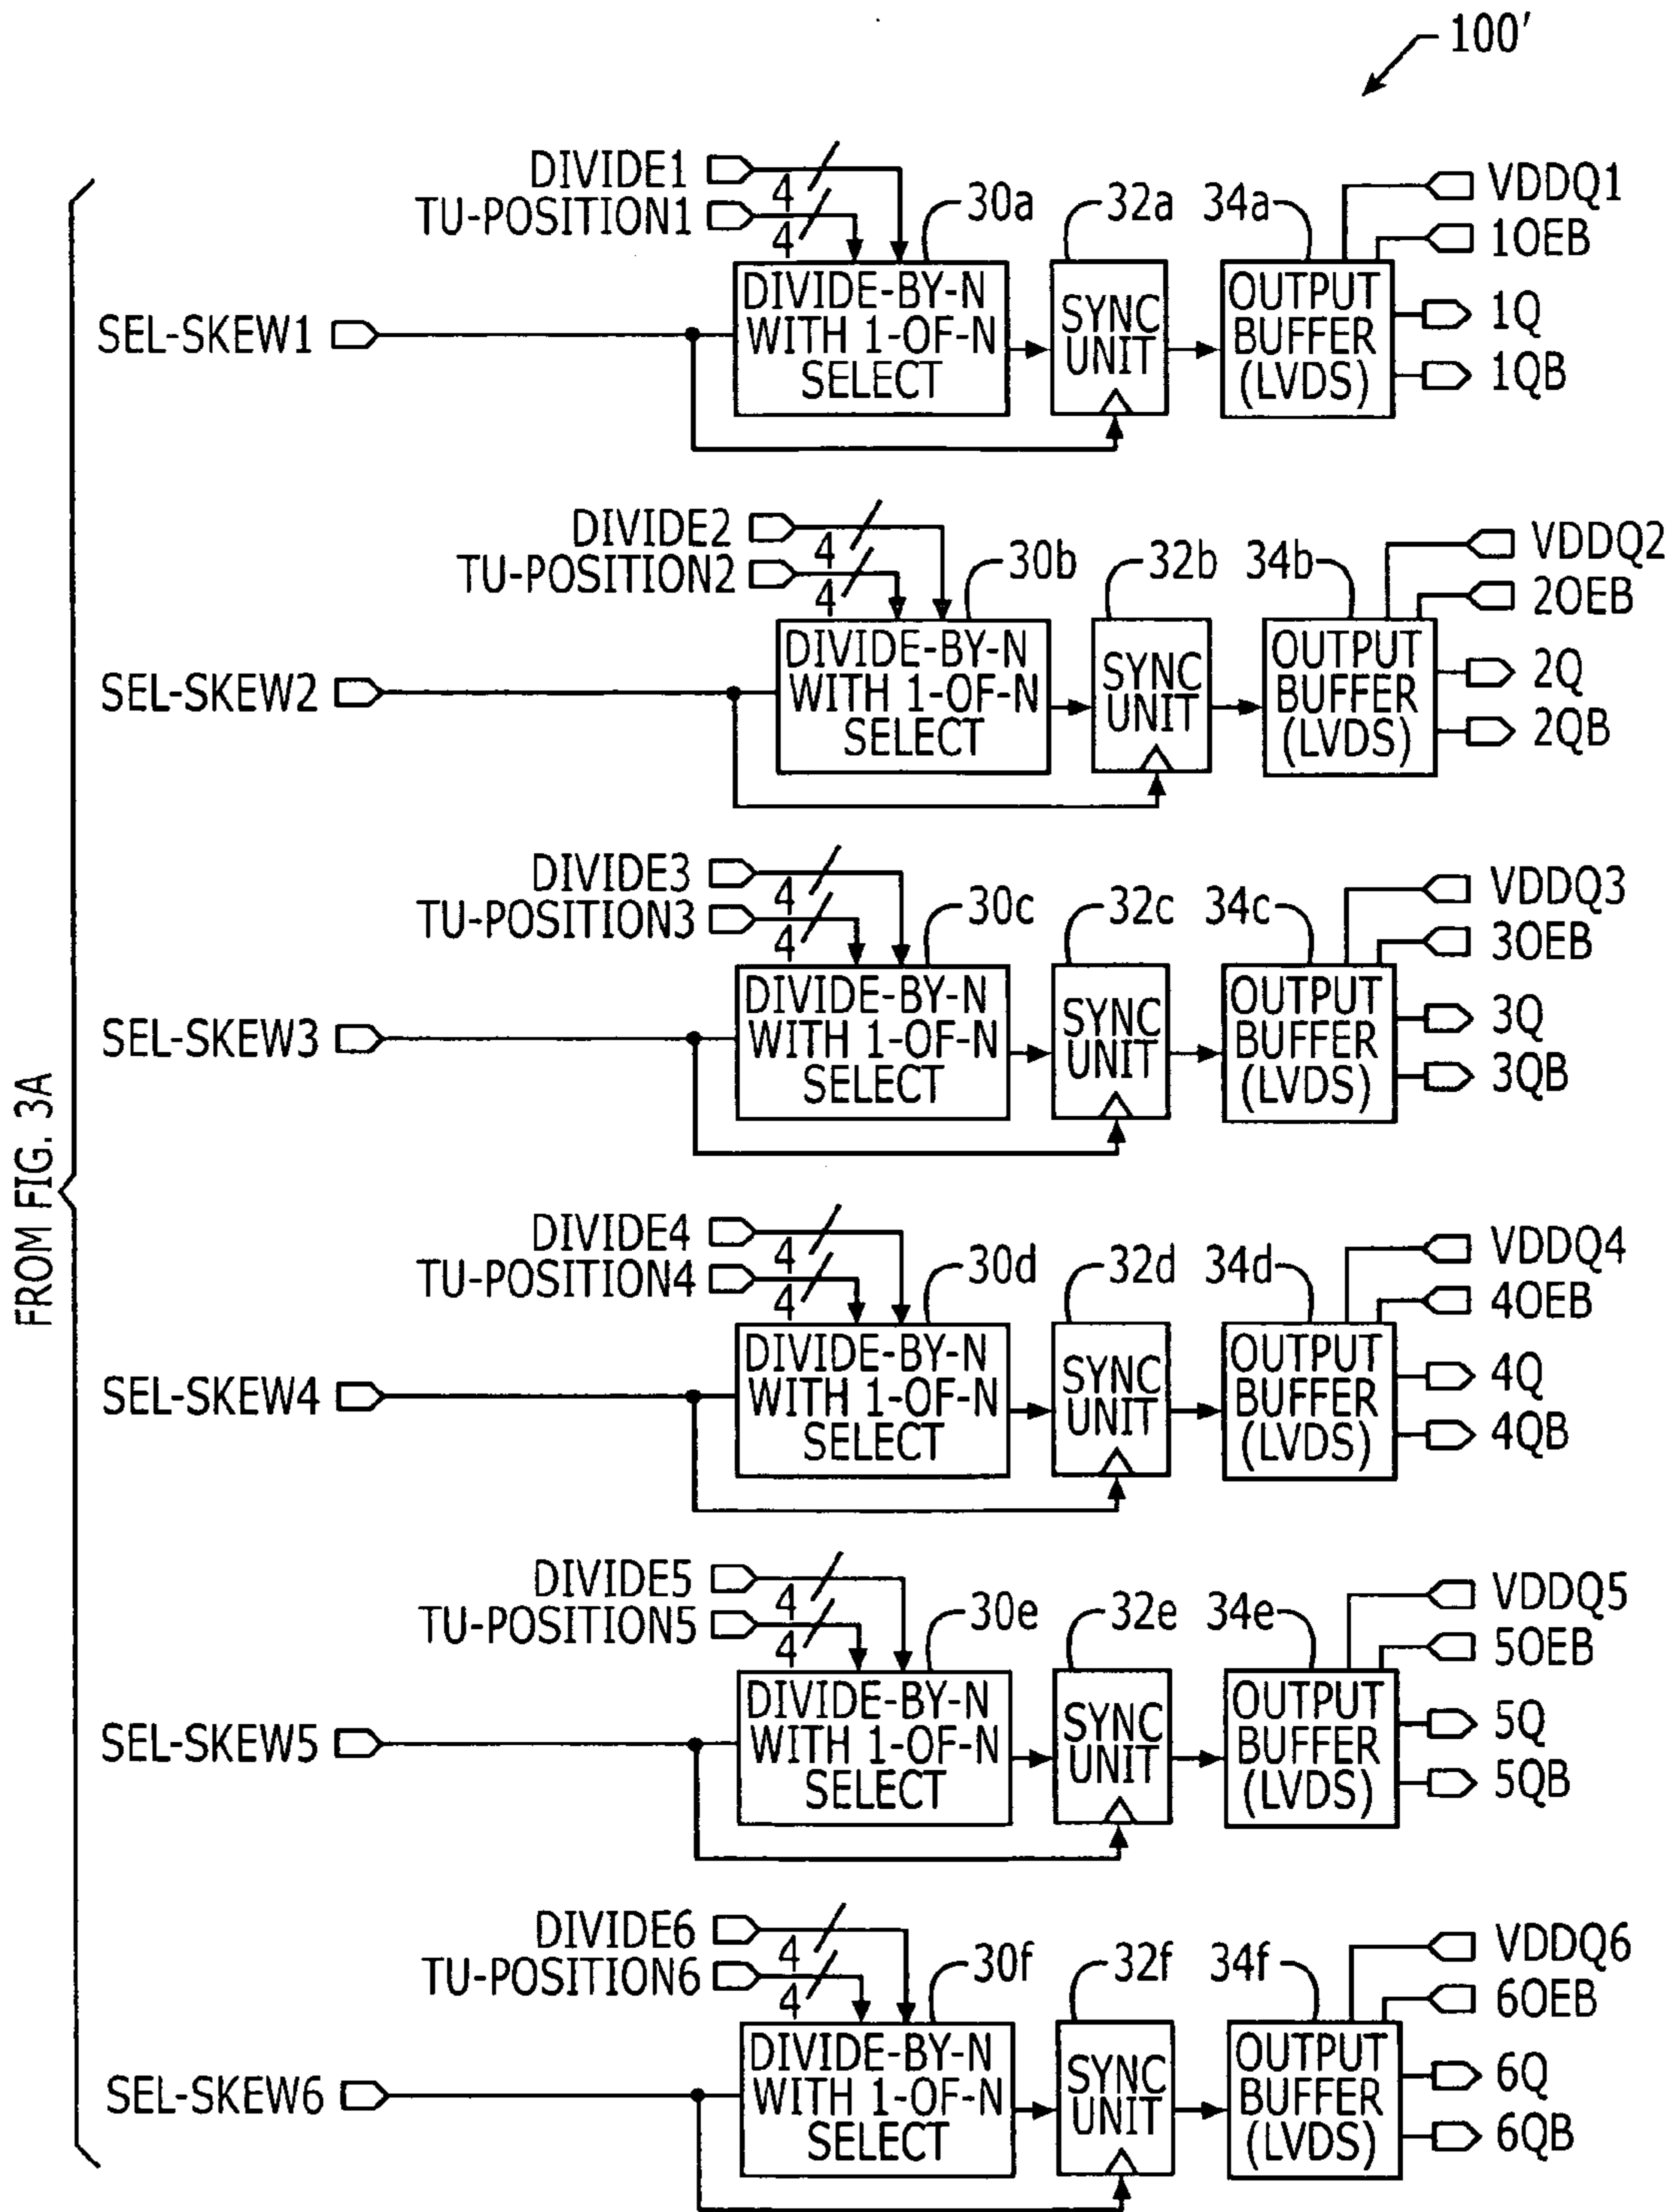 100'
DIVIDE1
4
TU-POSITION1
4
30a
32a
34a
VDDQ1
1OEB
SEL-SKEW1
DIVIDE-BY-N
WITH 1-OF-N
SELECT
SYNC
UNIT
OUTPUT
BUFFER
(LVDS)
1Q
1QB
DIVIDE2
4
TU-POSITION2
4
30b
32b
34b
VDDQ2
2OEB
SEL-SKEW2
DIVIDE-BY-N
WITH 1-OF-N
SELECT
SYNC
UNIT
OUTPUT
BUFFER
(LVDS)
2Q
2QB
DIVIDE3
4
TU-POSITION3
4
30c
32c
34c
VDDQ3
3OEB
SEL-SKEW3
DIVIDE-BY-N
WITH 1-OF-N
SELECT
SYNC
UNIT
OUTPUT
BUFFER
(LVDS)
3Q
3QB
FROM FIG. 3A
DIVIDE4
4
TU-POSITION4
4
30d
32d
34d
VDDQ4
4OEB
SEL-SKEW4
DIVIDE-BY-N
WITH 1-OF-N
SELECT
SYNC
UNIT
OUTPUT
BUFFER
(LVDS)
4Q
4QB
DIVIDE5
4
TU-POSITION5
4
30e
32e
34e
VDDQ5
5OEB
SEL-SKEW5
DIVIDE-BY-N
WITH 1-OF-N
SELECT
SYNC
UNIT
OUTPUT
BUFFER
(LVDS)
5Q
5QB
DIVIDE6
4
TU-POSITION6
4
30f
32f
34f
VDDQ6
6OEB
SEL-SKEW6
DIVIDE-BY-N
WITH 1-OF-N
SELECT
SYNC
UNIT
OUTPUT
BUFFER
(LVDS)
6Q
6QB